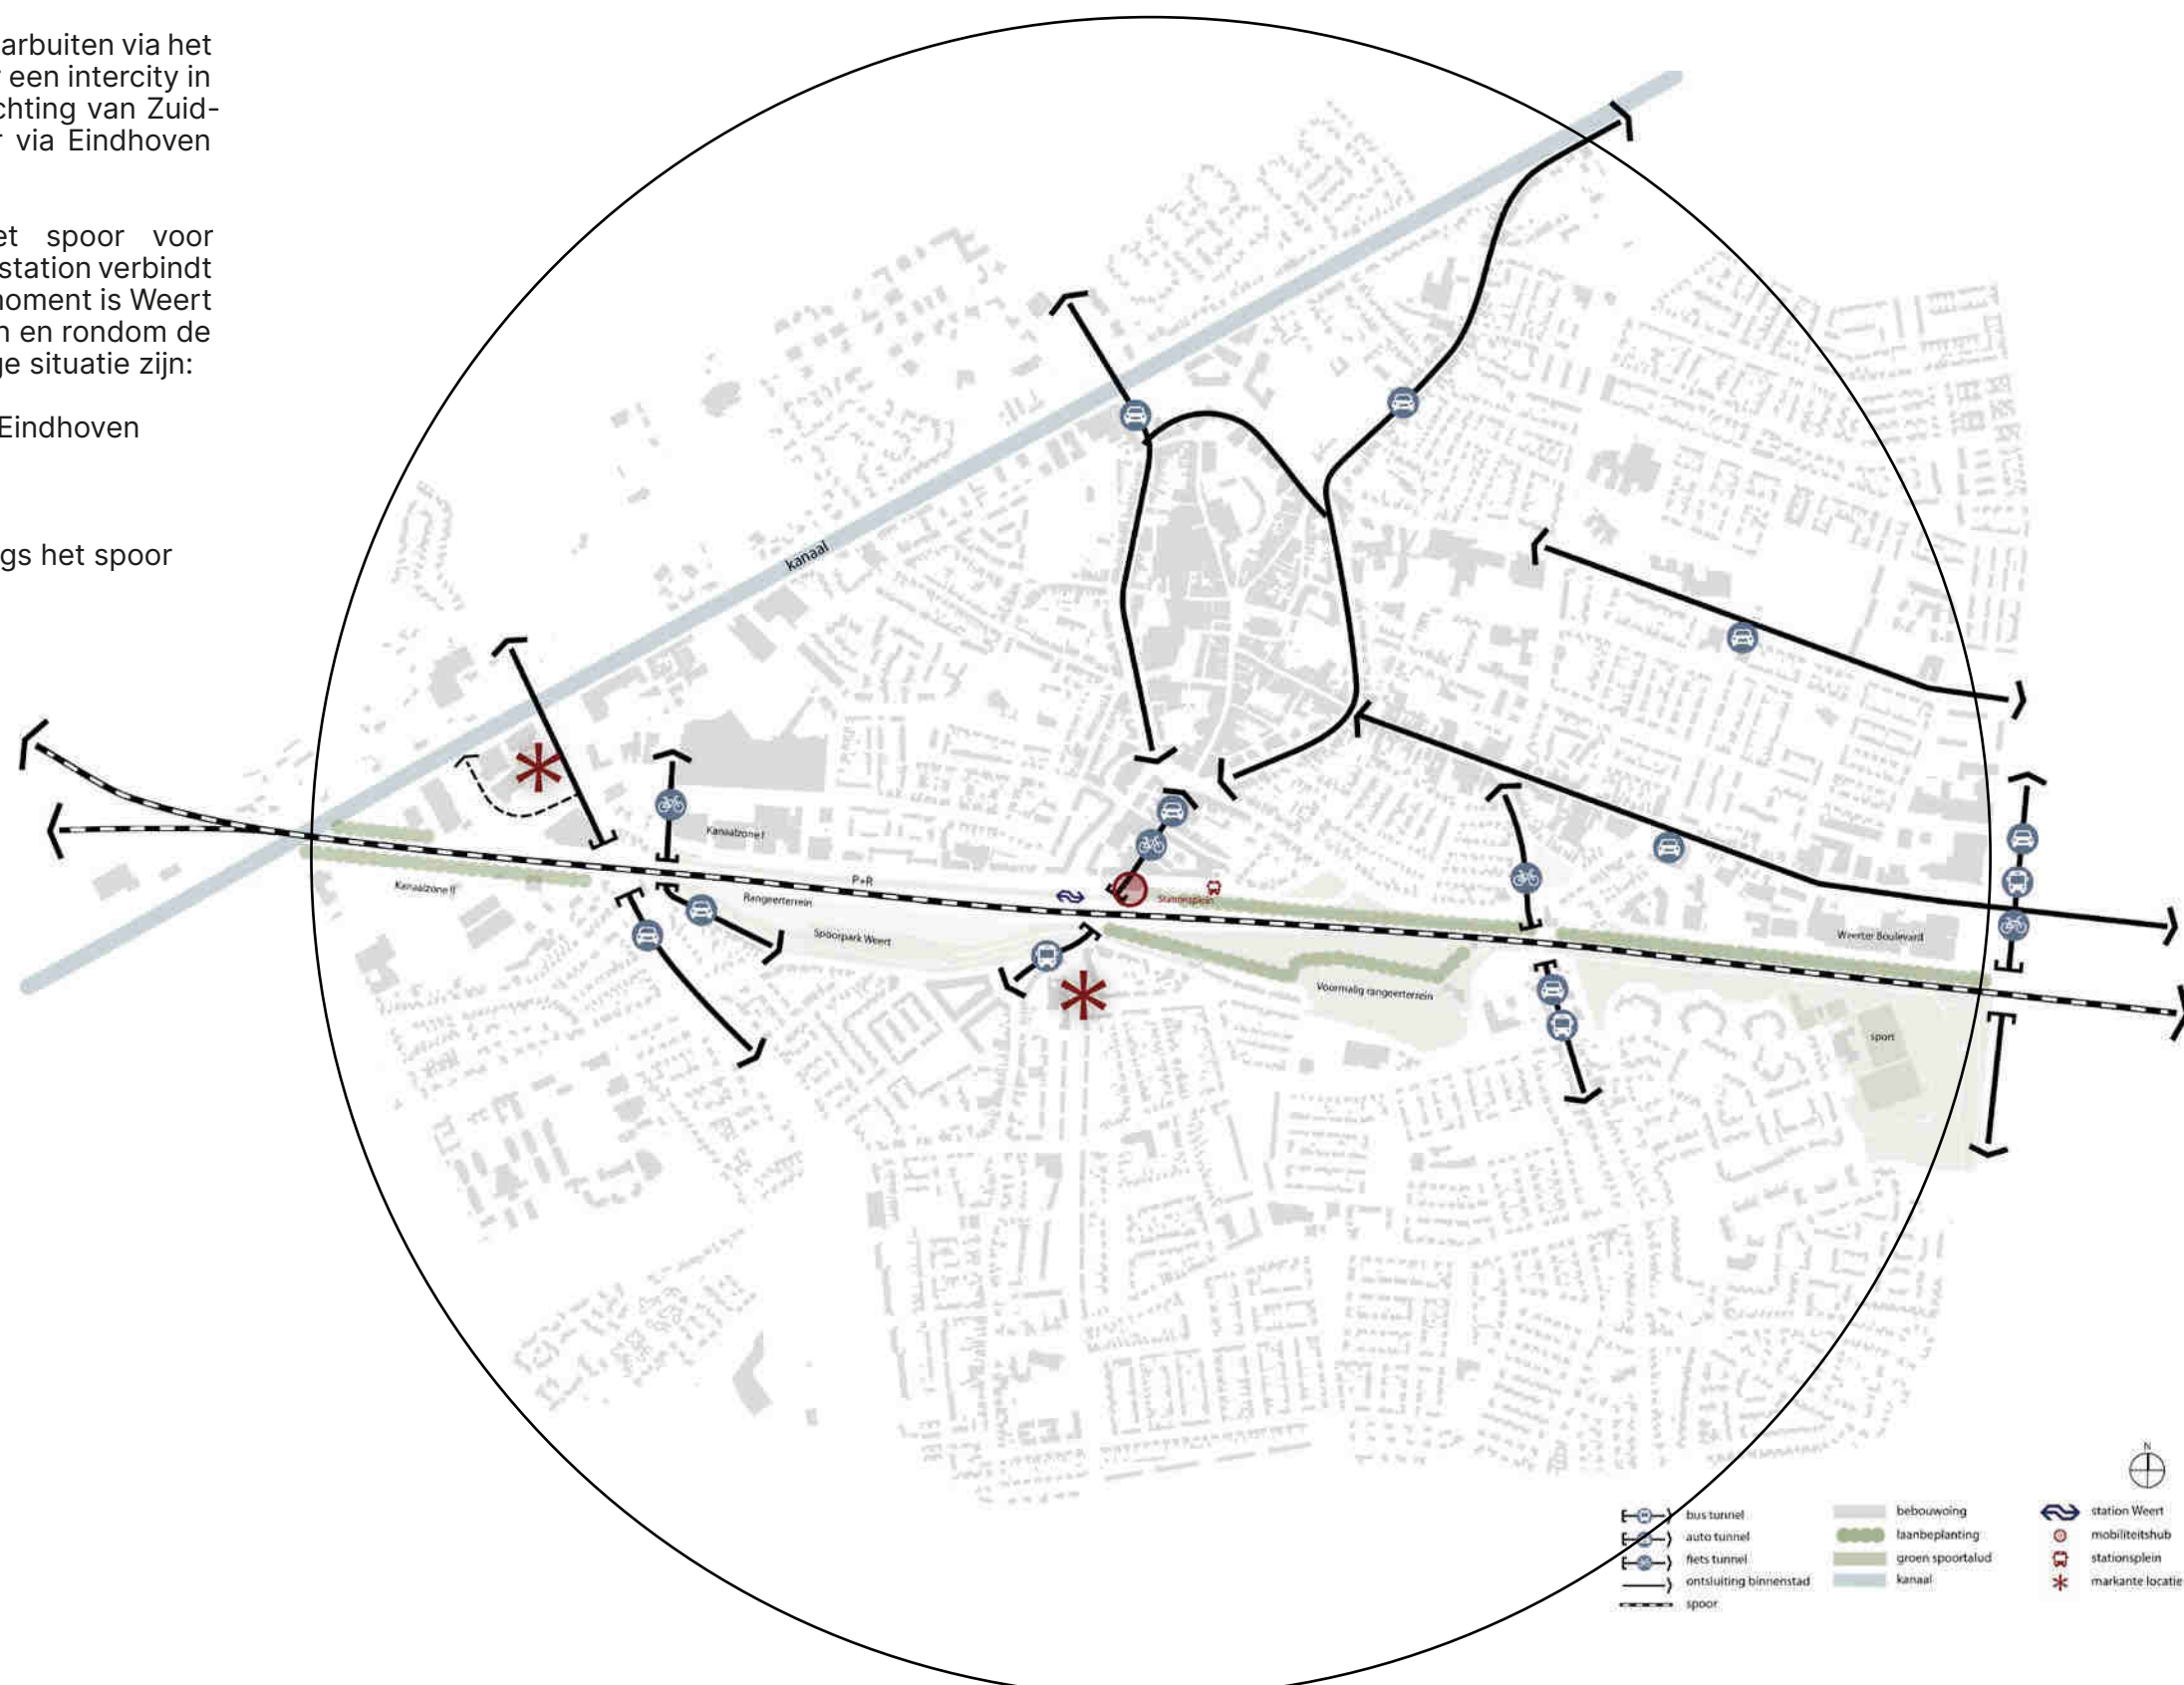 arbuiten via het
een intercity in
chting van Zuid-
via Eindhoven
et spoor voor
station verbindt
moment is Weert
n en rondom de
ge situatie zijn:
Eindhoven
gs het spoor
kanaal
Kanaalzone I
P+R
Kanaalzone II
Rangeerterrein
Stationsplein
Spoorpark Weert
Weerter Boulevard
Voormalig rangeerterrein
sport
N
bus tunnel
auto tunnel
fiets tunnel
ontsluiting binnenstad
spoor
bebouwoing
laanbeplanting
groen spoortalud
kanaal
station Weert
mobiliteitshub
stationsplein
markante locatie